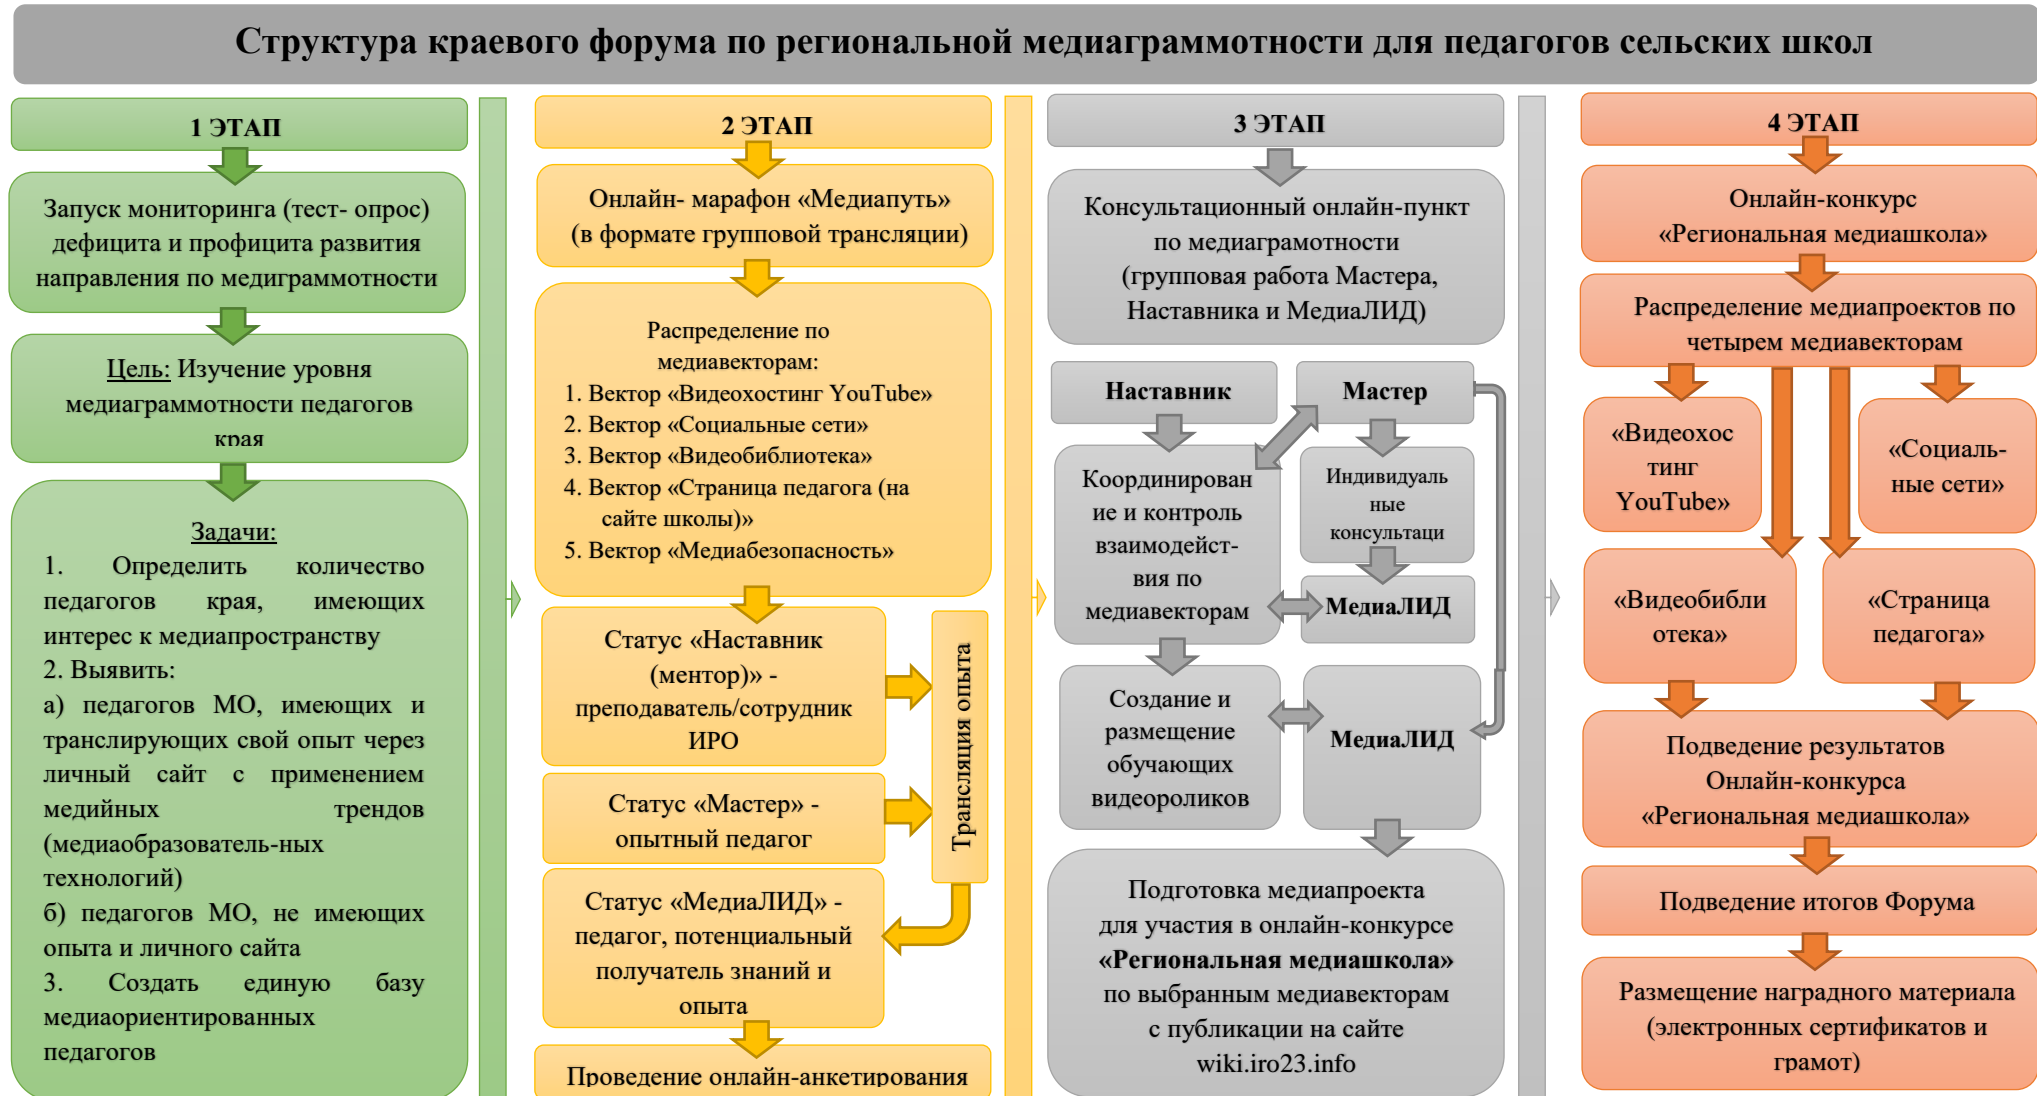 Структура краевого форума по региональной медиаграммотности для педагогов сельских школ
1 ЭТАП
Запуск мониторинга (тест- опрос)
дефицита и профицита развития
направления по медиграммотности
Цель: Изучение уровня
медиаграммотности педагогов
края
Задачи:
1. Определить количество
педагогов края, имеющих
интерес к медиапространству
2. Выявить:
а) педагогов МО, имеющих и
транслирующих свой опыт через
личный сайт с применением
медийных трендов
(медиаобразователь-ных
технологий)
б) педагогов МО, не имеющих
опыта и личного сайта
3. Создать единую базу
медиаориентированных
педагогов
2 ЭТАП
Онлайн- марафон «Медиапуть»
(в формате групповой трансляции)
Распределение по
медиавекторам:
1. Вектор «Видеохостинг YouTube»
2. Вектор «Социальные сети»
3. Вектор «Видеобиблиотека»
4. Вектор «Страница педагога (на
сайте школы)»
5. Вектор «Медиабезопасность»
Статус «Наставник
(ментор)» -
преподаватель/сотрудник
ИРО
Статус «Мастер» -
опытный педагог
Статус «МедиаЛИД» -
педагог, потенциальный
получатель знаний и
опыта
Трансляция опыта
Проведение онлайн-анкетирования
3 ЭТАП
Консультационный онлайн-пункт
по медиаграмотности
(групповая работа Мастера,
Наставника и МедиаЛИД)
Наставник
Мастер
Координирован
ие и контроль
взаимодейст-
вия по
медиавекторам
Индивидуаль
ные
консультаци
МедиаЛИД
Создание и
размещение
обучающих
видеороликов
МедиаЛИД
Подготовка медиапроекта
для участия в онлайн-конкурсе
«Региональная медиашкола»
по выбранным медиавекторам
с публикации на сайте
wiki.iro23.info
4 ЭТАП
Онлайн-конкурс
«Региональная медиашкола»
Распределение медиапроектов по
четырем медиавекторам
«Видеохос
тинг
YouTube»
«Социаль-
ные сети»
«Видеобибли
отека»
«Страница
педагога»
Подведение результатов
Онлайн-конкурса
«Региональная медиашкола»
Подведение итогов Форума
Размещение наградного материала
(электронных сертификатов и
грамот)